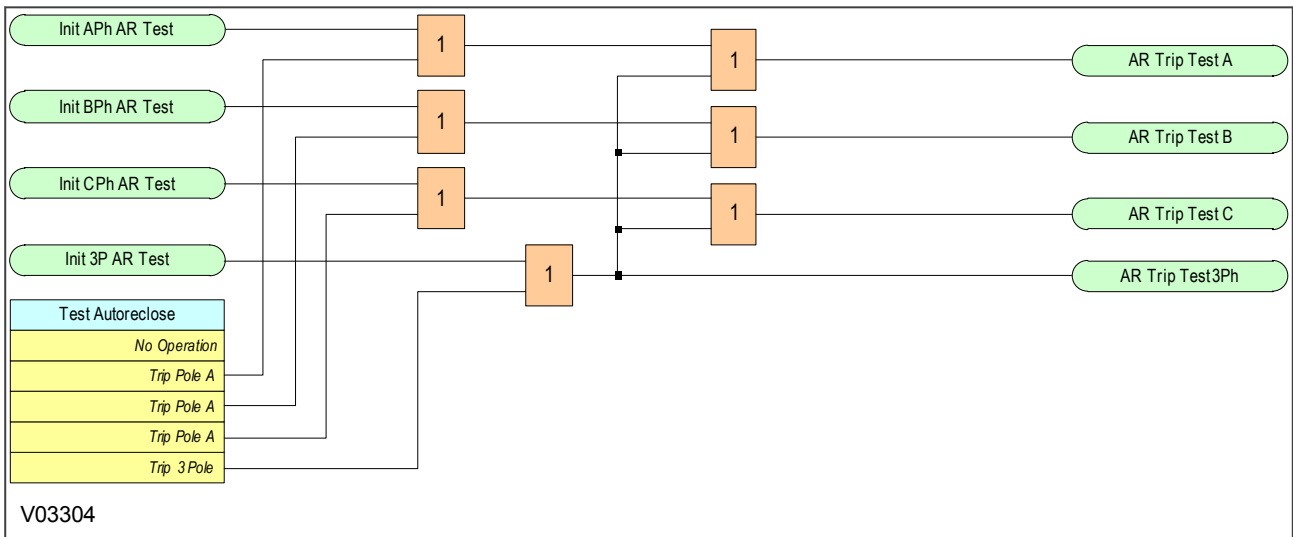 Init APh AR Test
1
1
AR Trip Test A
Init BPh AR Test
1
1
AR Trip Test B
Init CPh AR Test
1
1
AR Trip Test C
Init 3P AR Test
1
AR Trip Test3Ph
Test Autoreclose
No Operation
Trip Pole A
Trip Pole A
Trip Pole A
Trip 3 Pole
V03304